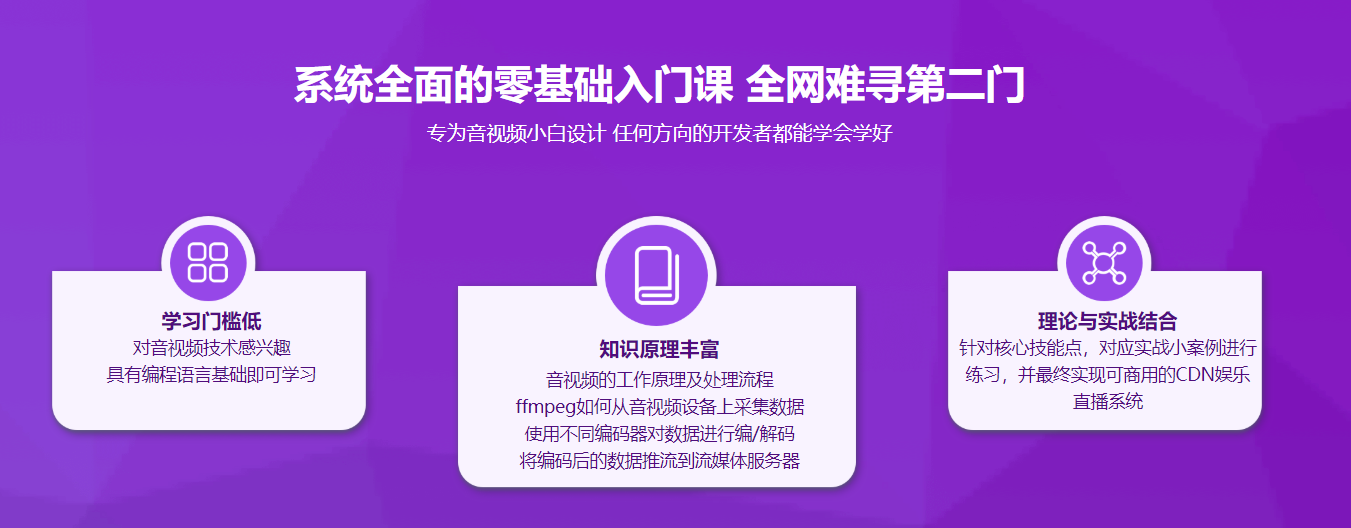 系统全面的零基础入门课 全网难寻第二门
专为音视频小白设计 任何方向的开发者都能学会学好
学习门槛低
对音视频技术感兴趣
具有编程语言基础即可学习
知识原理丰富
音视频的工作原理及处理流程
ffmpeg如何从音视频设备上采集数据
使用不同编码器对数据进行编/解码
将编码后的数据推流到流媒体服务器
理论与实战结合
针对核心技能点，对应实战小案例进行
练习，并最终实现可商用的CDN娱乐
直播系统